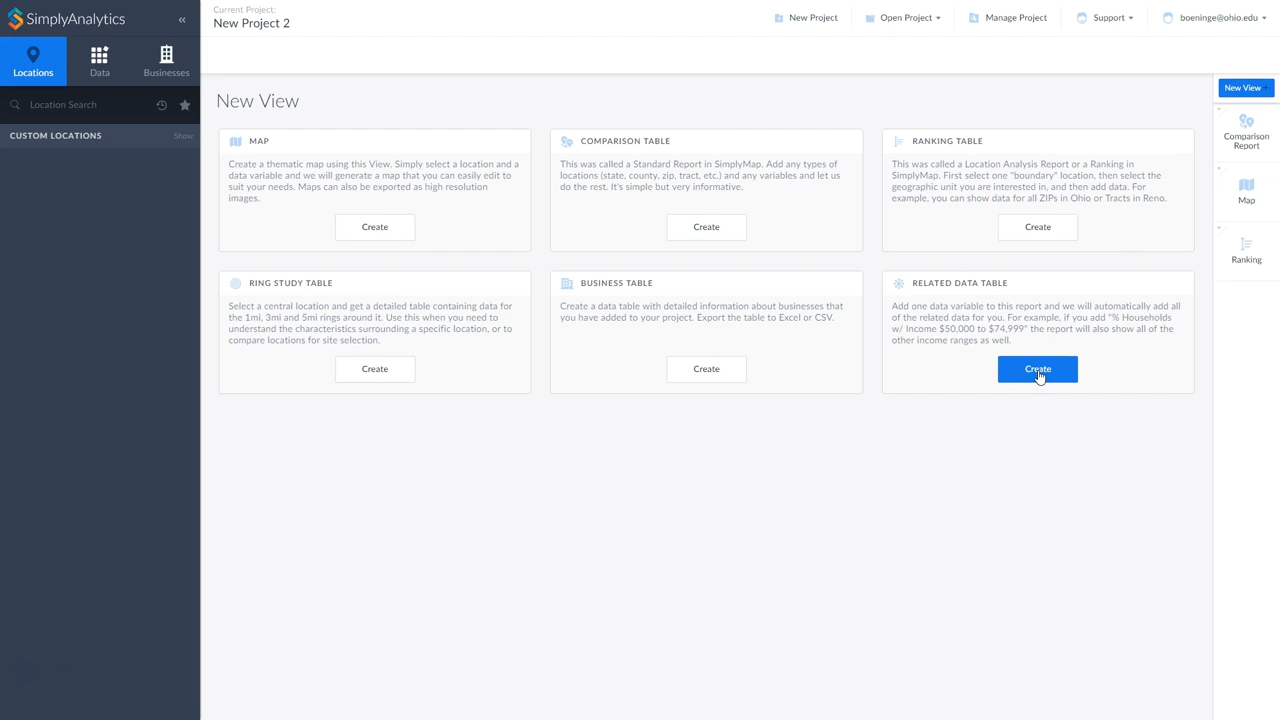 SimplyAnalytics
«
Current Project:
New Project 2
New Project
Open Project
Manage Project
Support
boeninge@ohio.edu
Locations
Data
Businesses
Location Search
CUSTOM LOCATIONS
Show
New View
MAP
Create a thematic map using this View. Simply select a location and a
data variable and we will generate a map that you can easily edit to
suit your needs. Maps can also be exported as high resolution
images.
Create
COMPARISON TABLE
This was called a Standard Report in SimplyMap. Add any types of
locations (state, county, zip, tract, etc.) and any variables and let us
do the rest. It's simple but very informative.
Create
RANKING TABLE
This was called a Location Analysis Report or a Ranking in
SimplyMap. First select one "boundary" location, then select the
geographic unit you are interested in, and then add data. For
example, you can show data for all ZIPs in Ohio or Tracts in Reno.
Create
RING STUDY TABLE
Select a central location and get a detailed table containing data for
the 1mi, 3mi and 5mi rings around it. Use this when you need to
understand the characteristics surrounding a specific location, or to
compare locations for site selection.
Create
BUSINESS TABLE
Create a data table with detailed information about businesses that
you have added to your project. Export the table to Excel or CSV.
Create
RELATED DATA TABLE
Add one data variable to this report and we will automatically add all
of the related data for you. For example, if you add "% Households
w/ Income $50,000 to $74,999" the report will also show all of the
other income ranges as well.
Create
New View +
Comparison
Report
Map
Ranking